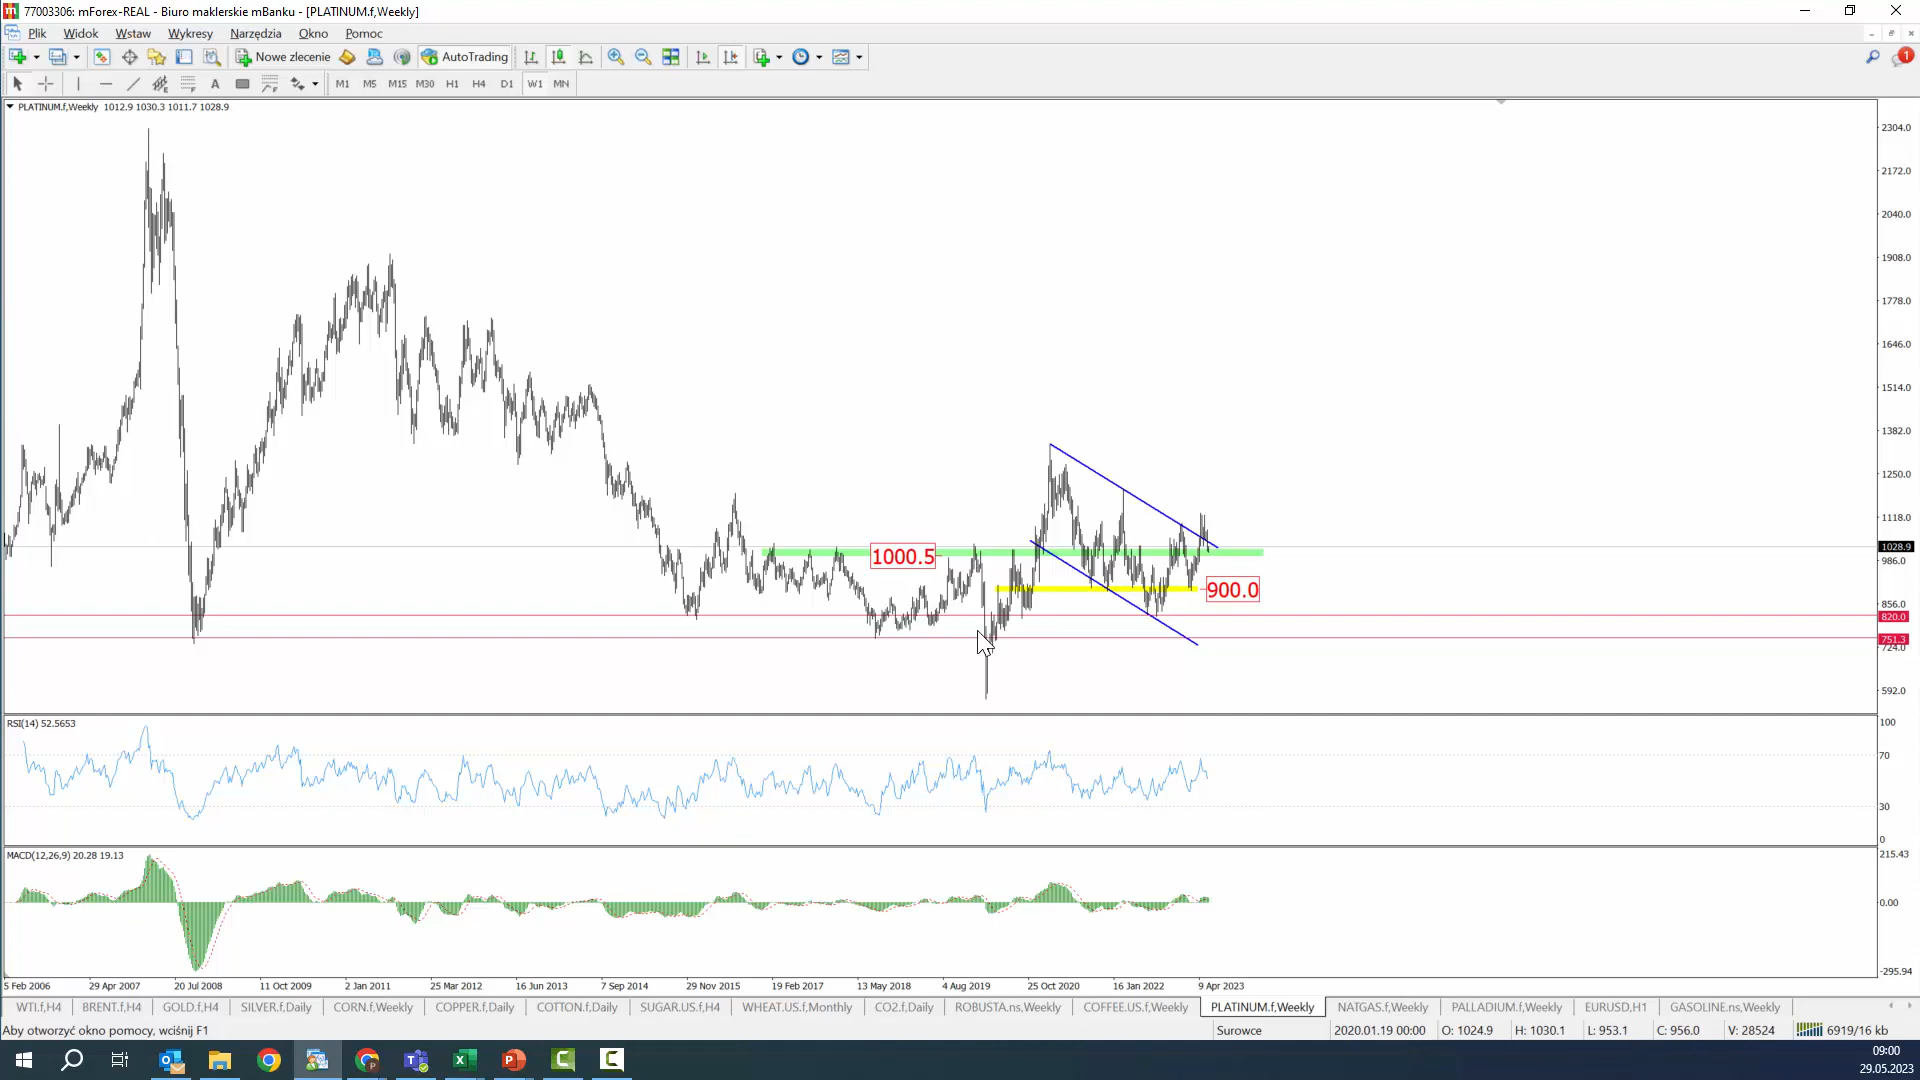 77003306: mForex-REAL - Biuro maklerskie mBanku - [PLATINUM.f,Weekly]
Plik Widok Wstaw Wykresy Narzędzia Okno Pomoc
Nowe zlecenie AutoTrading
1
A M1 M5 M15 M30 H1 H4 D1 W1 MN
PLATINUM.f,Weekly 1012.9 1030.3 1011.7 1028.9
2304.0
2172.0
2040.0
1908.0
1778.0
1646.0
1514.0
1382.0
1250.0
1118.0
1028.9
1000.5
986.0
900.0
856.0
820.0
751.3
724.0
592.0
RSI(14) 52.5653
100
70
30
0
MACD(12,26,9) 20.28 19.13
215.43
0.00
-295.94
5 Feb 2006 29 Apr 2007 20 Jul 2008 11 Oct 2009 2 Jan 2011 25 Mar 2012 16 Jun 2013 7 Sep 2014 29 Nov 2015 19 Feb 2017 13 May 2018 4 Aug 2019 25 Oct 2020 16 Jan 2022 9 Apr 2023
WTI.f,H4 BRENT.f,H4 GOLD.f,H4 SILVER.f,Daily CORN.f,Weekly COPPER.f,Daily COTTON.f,Daily SUGAR.US.f,H4 WHEAT.US.f,Monthly CO2.f,Daily ROBUSTA.ns,Weekly COFFEE.US.f,Weekly PLATINUM.f,Weekly NATGAS.f,Weekly PALLADIUM.f,Weekly EURUSD,H1 GASOLINE.ns,Weekly
Aby otworzyć okno pomocy, wciśnij F1 Surowce 2020.01.19 00:00 O: 1024.9 H: 1030.1 L: 953.1 C: 956.0 V: 28524 6919/16 kb
09:00
29.05.2023